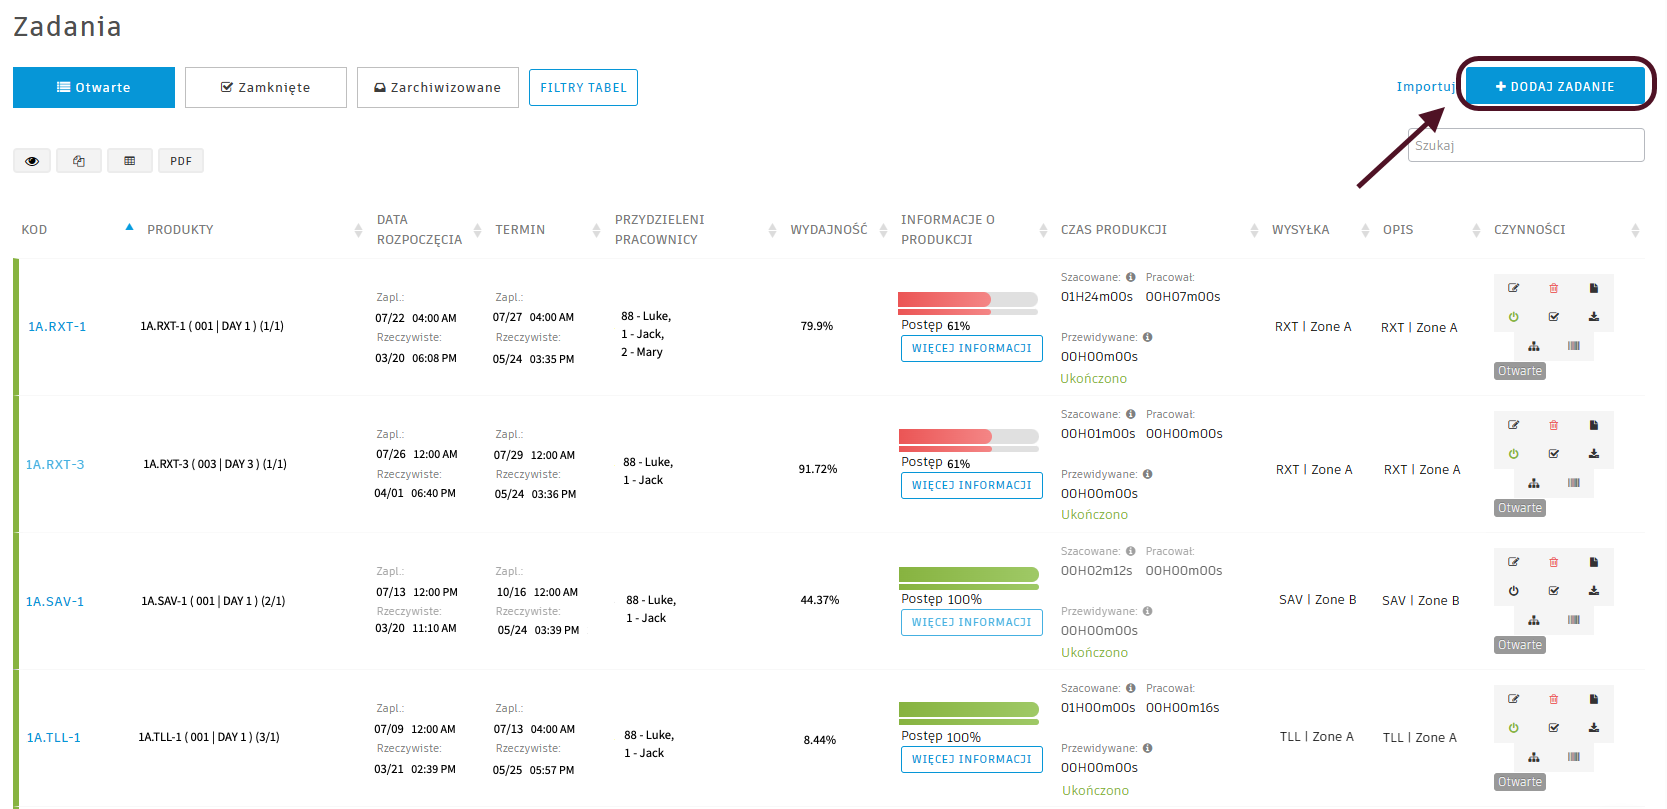 Zadania
Otwarte
Zamknięte
Zarchiwizowane
FILTRY TABEL
Importuj
DODAJ ZADANIE
Szukaj
PDF
KOD
PRODUKTY
DATA
ROZPOCZĘCIA
TERMIN
PRZYDZIELENI
PRACOWNICY
WYDAJNOŚĆ
INFORMACJE O
PRODUKCJI
CZAS PRODUKCJI
WYSYŁKA
OPIS
CZYNNOŚCI
1A.RXT-1
1A.RXT-1 ( 001 | DAY 1 ) (1/1)
Zapl.:
07/22 04:00 AM
Rzeczywiste:
03/20 06:08 PM
Zapl.:
07/27 04:00 AM
Rzeczywiste:
05/24 03:35 PM
88 - Luke,
1 - Jack,
2 - Mary
79.9%
Postęp 61%
WIĘCEJ INFORMACJI
Szacowane: Pracował:
01H24m00s 00H07m00s
Przewidywane:
00H00m00s
Ukończono
RXT | Zone A
RXT | Zone A
Otwarte
1A.RXT-3
1A.RXT-3 ( 003 | DAY 3 ) (1/1)
Zapl.:
07/26 12:00 AM
Rzeczywiste:
04/01 06:40 PM
Zapl.:
07/29 12:00 AM
Rzeczywiste:
05/24 03:36 PM
88 - Luke,
1 - Jack
91.72%
Postęp 61%
WIĘCEJ INFORMACJI
Szacowane: Pracował:
00H01m00s 00H00m00s
Przewidywane:
00H00m00s
Ukończono
RXT | Zone A
RXT | Zone A
Otwarte
1A.SAV-1
1A.SAV-1 ( 001 | DAY 1 ) (2/1)
Zapl.:
07/13 12:00 PM
Rzeczywiste:
03/20 11:10 AM
Zapl.:
10/16 12:00 AM
Rzeczywiste:
05/24 03:39 PM
88 - Luke,
1 - Jack
44.37%
Postęp 100%
WIĘCEJ INFORMACJI
Szacowane: Pracował:
00H02m12s 00H00m00s
Przewidywane:
00H00m00s
Ukończono
SAV | Zone B
SAV | Zone B
Otwarte
1A.TLL-1
1A.TLL-1 ( 001 | DAY 1 ) (3/1)
Zapl.:
07/09 12:00 AM
Rzeczywiste:
03/21 02:39 PM
Zapl.:
07/13 04:00 AM
Rzeczywiste:
05/25 05:57 PM
88 - Luke,
1 - Jack
8.44%
Postęp 100%
WIĘCEJ INFORMACJI
Szacowane: Pracował:
01H00m00s 00H00m16s
Przewidywane:
00H00m00s
Ukończono
TLL | Zone A
TLL | Zone A
Otwarte